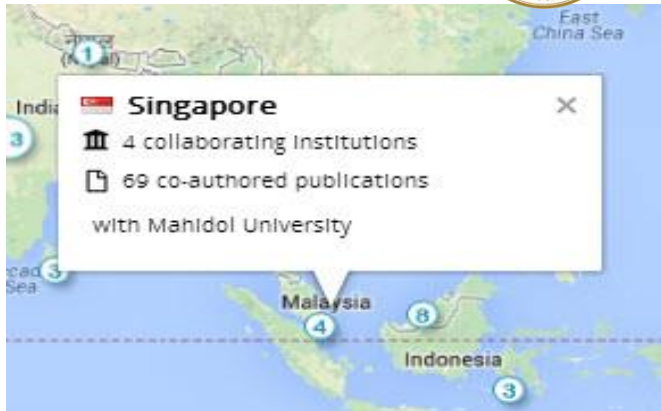 East
China Sea
1
India
3
Singapore
×
4 collaborating institutions
69 co-authored publications
with Mahidol University
3
Sea
Malaysia
4
8
Indonesia
3